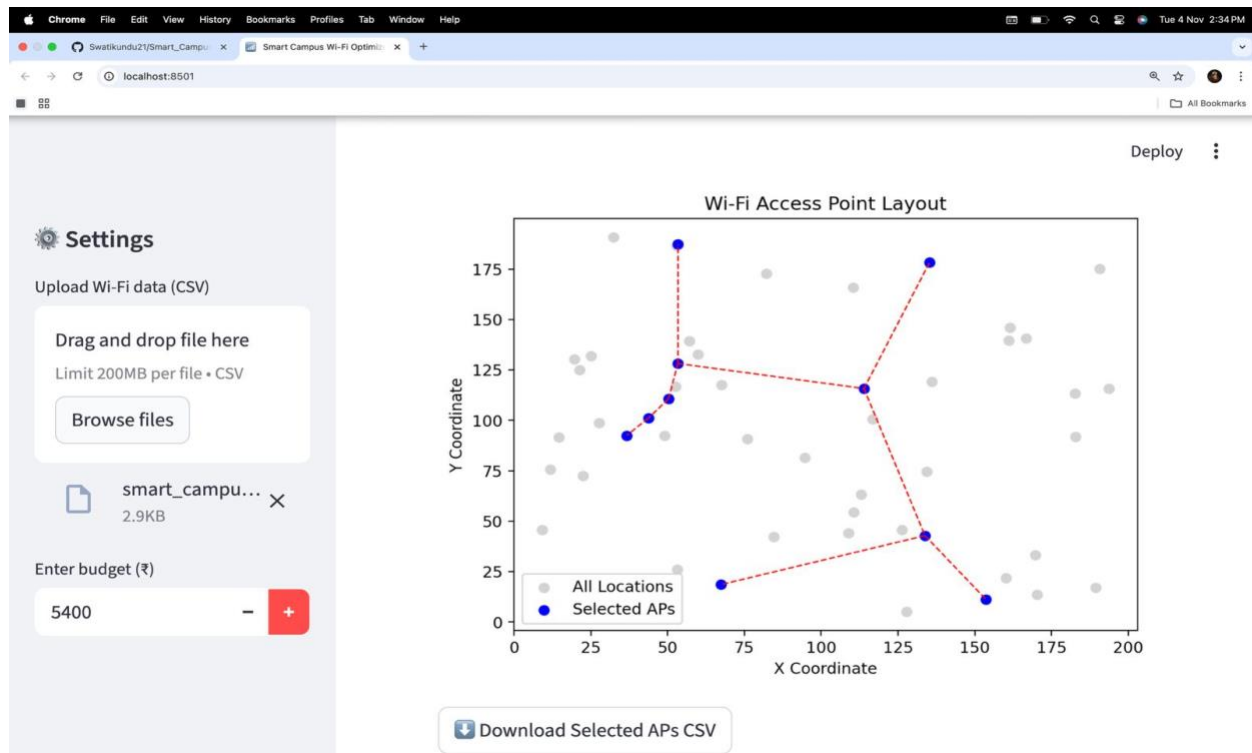 Chrome File Edit View History Bookmarks Profiles Tab Window Help
Tue 4 Nov 2:34 PM
Swatikundu21/Smart_Campu
Smart Campus Wi-Fi Optimiz
localhost:8501
All Bookmarks
Deploy
Settings
Upload Wi-Fi data (CSV)
Drag and drop file here
Limit 200MB per file • CSV
Browse files
smart_campu...
2.9KB
Enter budget (₹)
5400
Wi-Fi Access Point Layout
Y Coordinate
175
150
125
100
75
50
25
0
All Locations
Selected APs
0 25 50 75 100 125 150 175 200
X Coordinate
Download Selected APs CSV